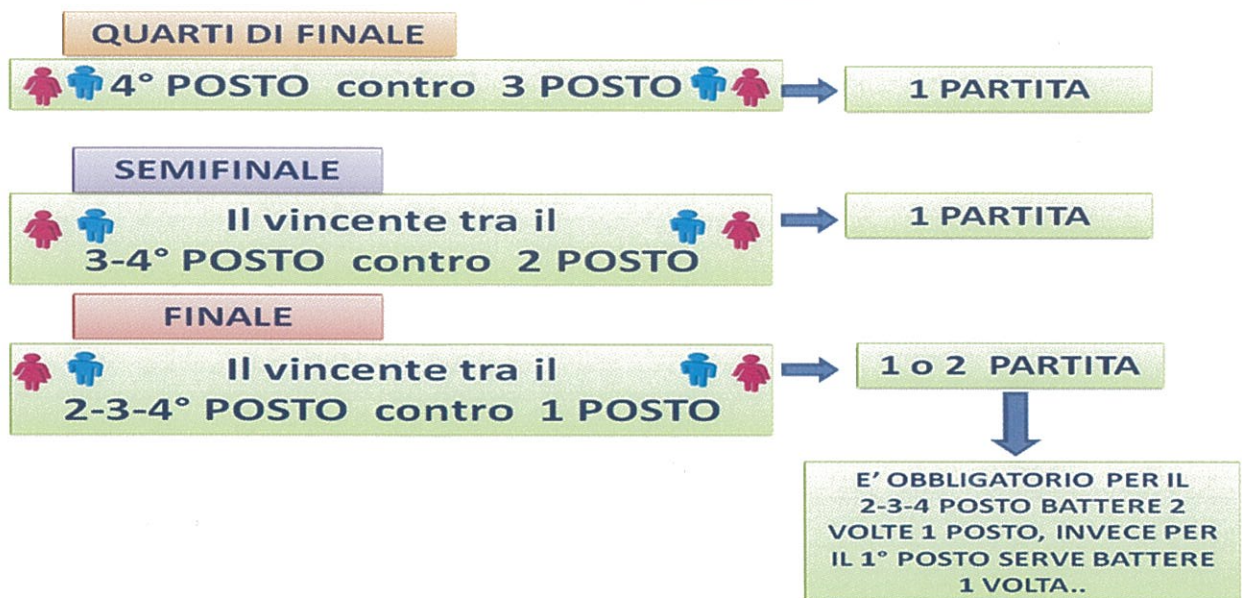 QUARTI DI FINALE
4° POSTO contro 3 POSTO
1 PARTITA
SEMIFINALE
Il vincente tra il
3-4° POSTO contro 2 POSTO
1 PARTITA
FINALE
Il vincente tra il
2-3-4° POSTO contro 1 POSTO
1 o 2 PARTITA
E' OBBLIGATORIO PER IL
2-3-4 POSTO BATTERE 2
VOLTE 1 POSTO, INVECE PER
IL 1° POSTO SERVE BATTERE
1 VOLTA..